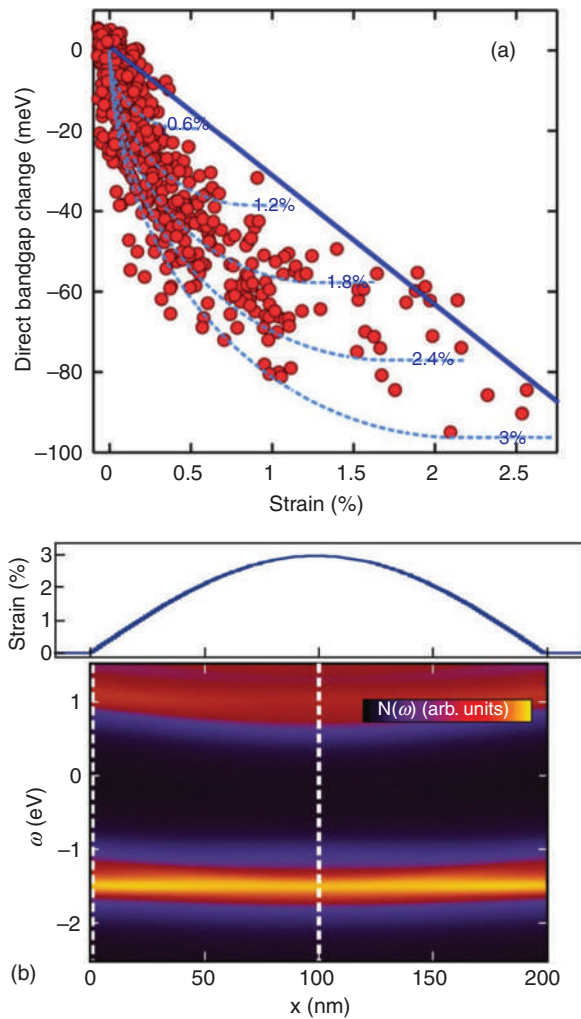 (a)
Direct bandgap change (meV)
0
−20
−40
−60
−80
−100
0.6%
1.2%
1.8%
2.4%
3%
0 0.5 1 1.5 2 2.5
Strain (%)
Strain (%)
3
2
1
0
N(ω) (arb. units)
ω (eV)
1
0
−1
−2
0 50 100 150 200
(b)
x (nm)